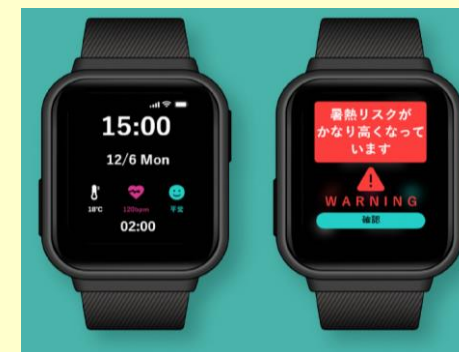 15:00
12/6 Mon
18°C
120bpm
平常
02:00
暑熱リスクが
かなり高くなって
います
WARNING
確認